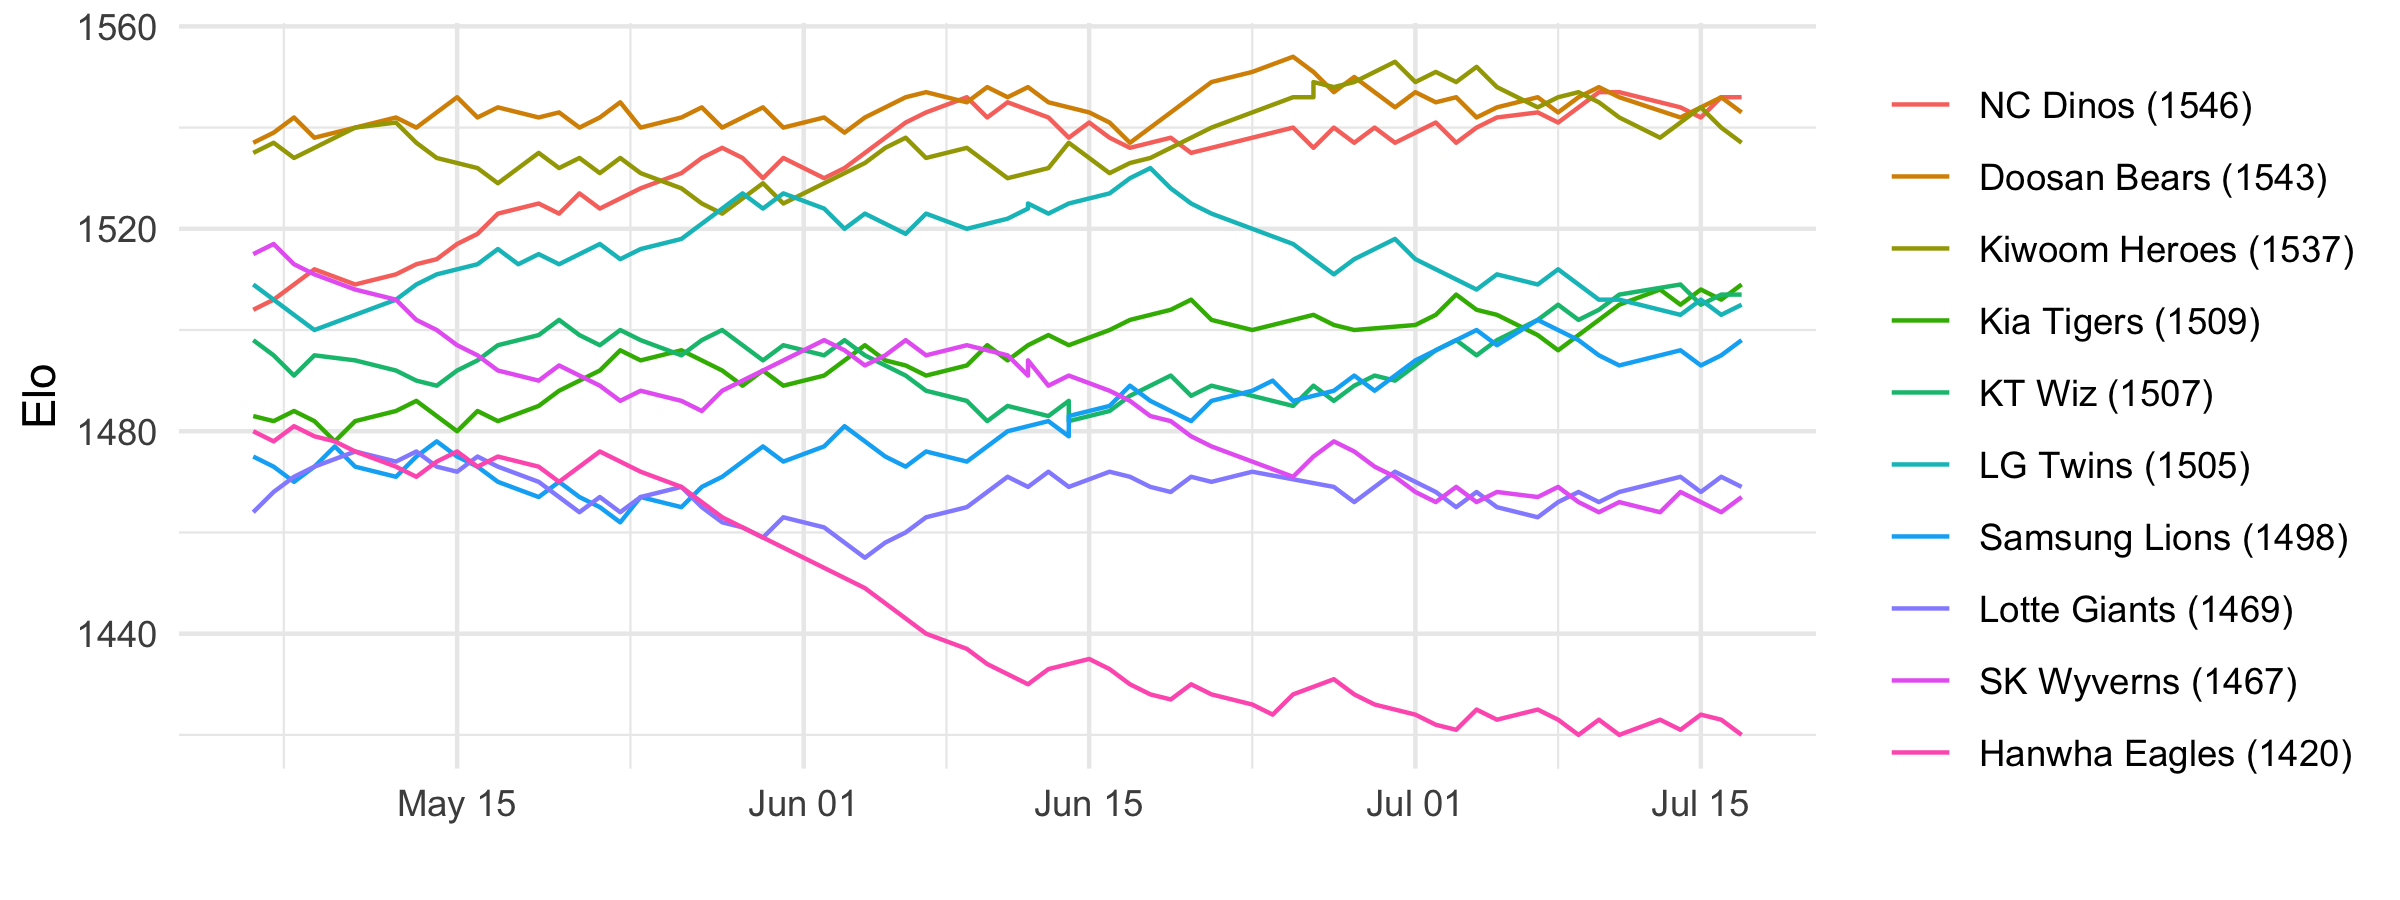 1560
1520
1480
1440
Elo
May 15
Jun 01
Jun 15
Jul 01
Jul 15
NC Dinos (1546)
Doosan Bears (1543)
Kiwoom Heroes (1537)
Kia Tigers (1509)
KT Wiz (1507)
LG Twins (1505)
Samsung Lions (1498)
Lotte Giants (1469)
SK Wyverns (1467)
Hanwha Eagles (1420)